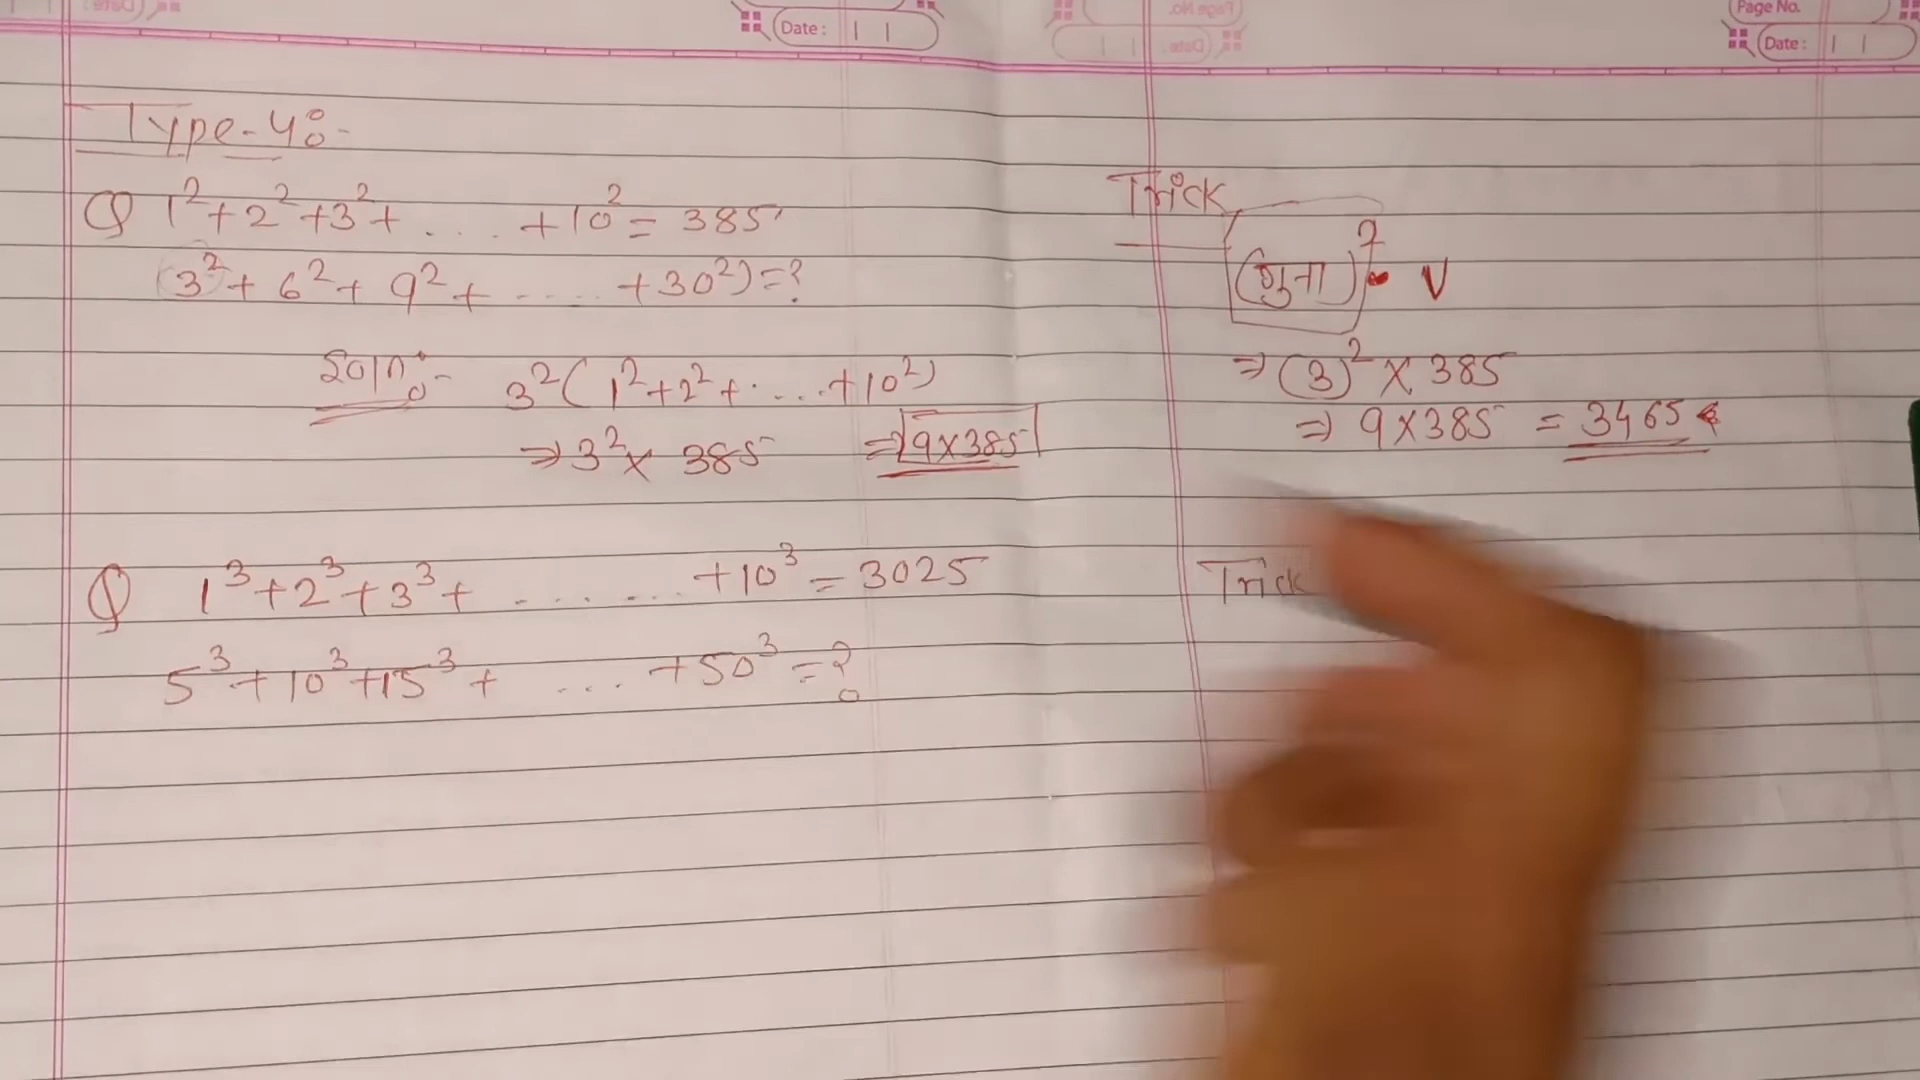 Date:
Page No.
Date:
Type-4:-
Q 1²+2²+3²+ .... +10² = 385
(3²+ 6²+ 9²+ ..... +30²) = ?
Soln:- 3²(1²+2²+ .... +10²)
⇒ 3² × 385 = 9×385
Q 1³+2³+3³+ ...... +10³ = 3025
5³+10³+15³+ .... +50³ = ?
Trick
(गुना)² • V
⇒ (3)² × 385
⇒ 9×385 = 3465
Trick